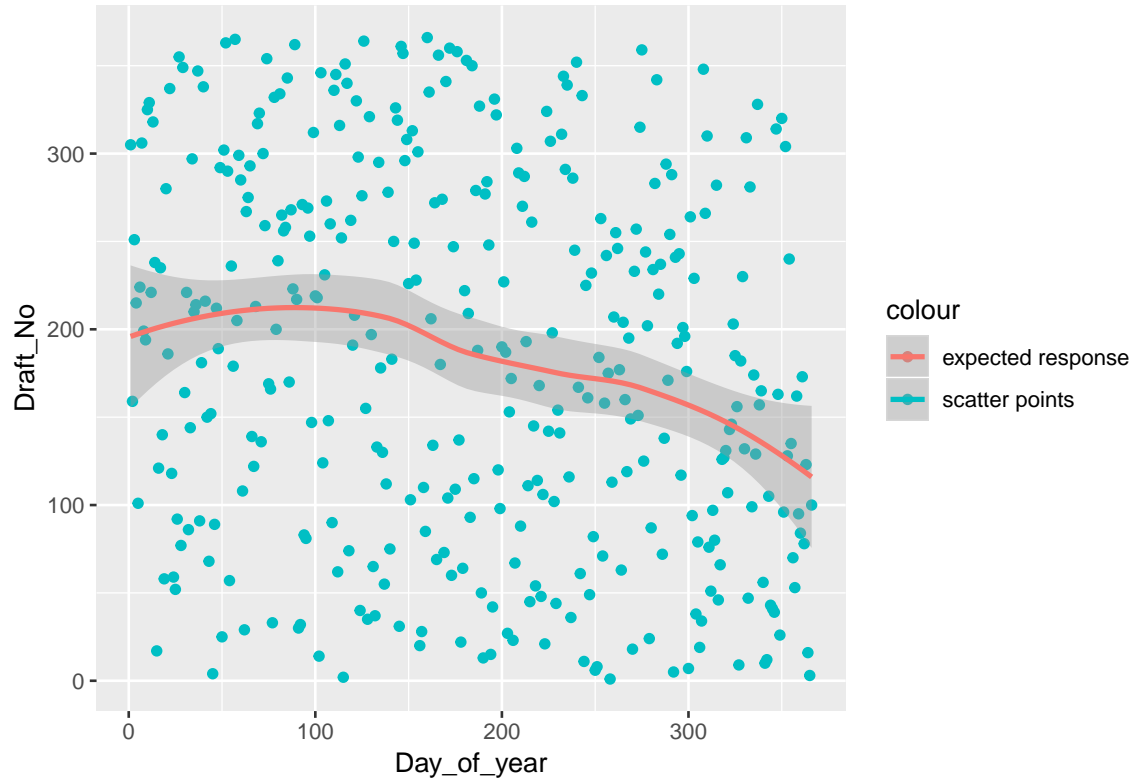 300
200
100
0
Draft_No
0 100 200 300
Day_of_year
colour
expected response
scatter points